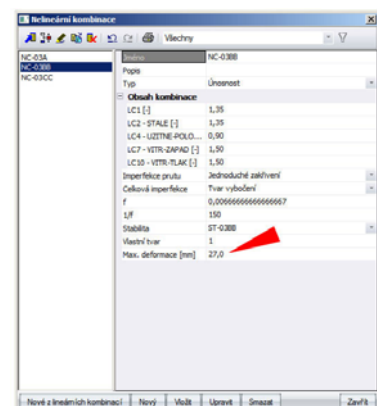 Nelineární kombinace
Všechny
NC-03A
NC-03BB
NC-03CC
Jméno NC-03BB
Popis
Typ Únosnost
Obsah kombinace
LC1 [-] 1,35
LC2 - STALE [-] 1,35
LC4 - UZITNE-POLO... 0,90
LC7 - VITR-ZAPAD [-] 1,50
LC10 - VITR-TLAK [-] 1,50
Imperfekce prutu Jednoduché zakřivení
Celková imperfekce Tvar vybočení
f 0,00666666666666667
1/f 150
Stabilita ST-03BB
Vlastní tvar 1
Max. deformace [mm] 27,0
Nové z lineárních kombinací Nový Vložit Upravit Smazat Zavřít